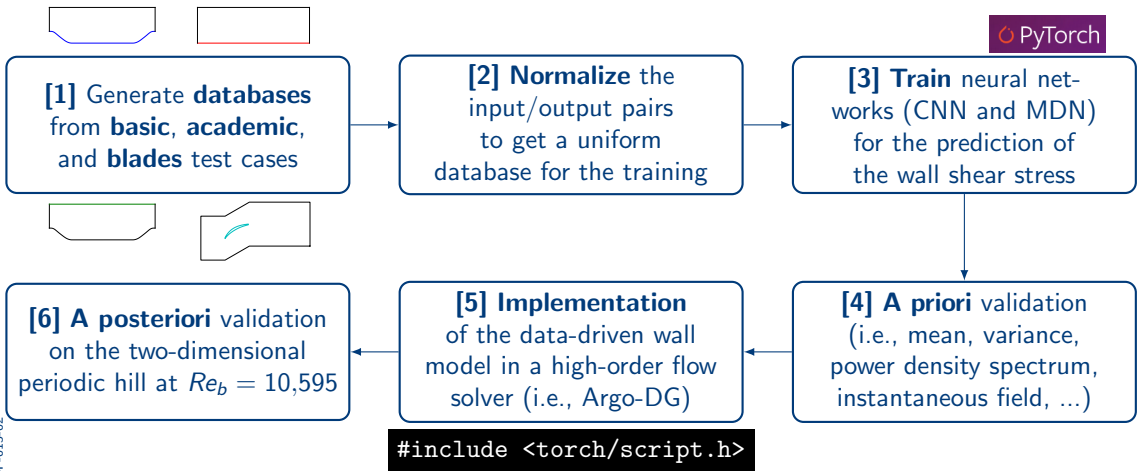 PyTorch
[1] Generate databases
from basic, academic,
and blades test cases
[2] Normalize the
input/output pairs
to get a uniform
database for the training
[3] Train neural net-
works (CNN and MDN)
for the prediction of
the wall shear stress
[4] A priori validation
(i.e., mean, variance,
power density spectrum,
instantaneous field, ...)
[5] Implementation
of the data-driven wall
model in a high-order flow
solver (i.e., Argo-DG)
#include <torch/script.h>
[6] A posteriori validation
on the two-dimensional
periodic hill at Re_b = 10,595